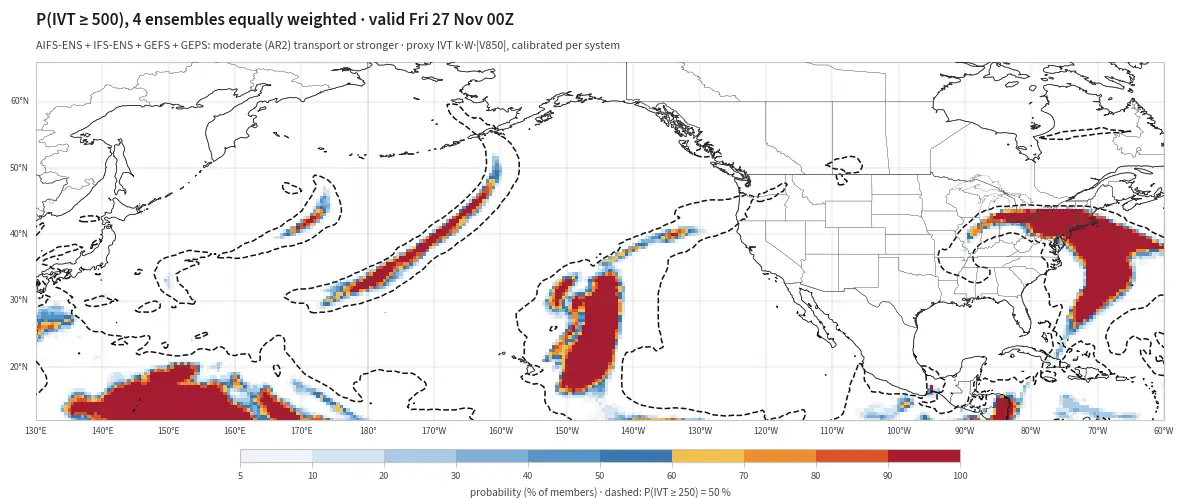 P(IVT ≥ 500), 4 ensembles equally weighted · valid Fri 27 Nov 00Z
AIFS-ENS + IFS-ENS + GEFS + GEPS: moderate (AR2) transport or stronger · proxy IVT k·W·|V850|, calibrated per system
60°N
50°N
40°N
30°N
20°N
130°E 140°E 150°E 160°E 170°E 180° 170°W 160°W 150°W 140°W 130°W 120°W 110°W 100°W 90°W 80°W 70°W 60°W
5 10 20 30 40 50 60 70 80 90 100
probability (% of members) · dashed: P(IVT ≥ 250) = 50 %